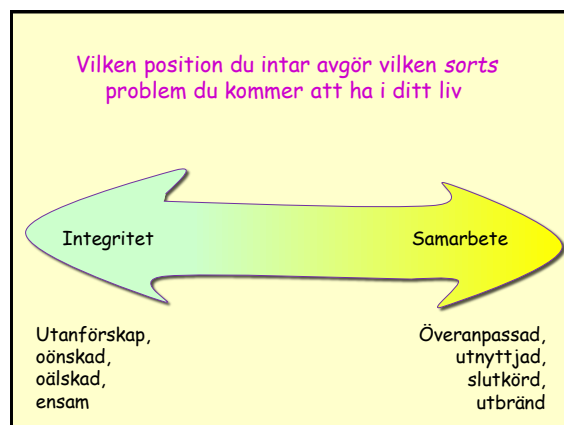 Vilken position du intar avgör vilken sorts
problem du kommer att ha i ditt liv
Integritet
Samarbete
Utanförskap,
oönskad,
oälskad,
ensam
Överanpassad,
utnyttjad,
slutkörd,
utbränd